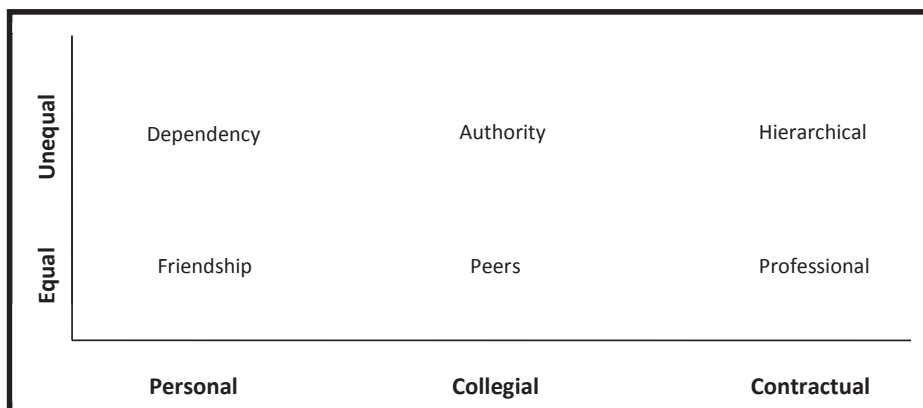 Unequal
Dependency
Authority
Hierarchical
Equal
Friendship
Peers
Professional
Personal
Collegial
Contractual